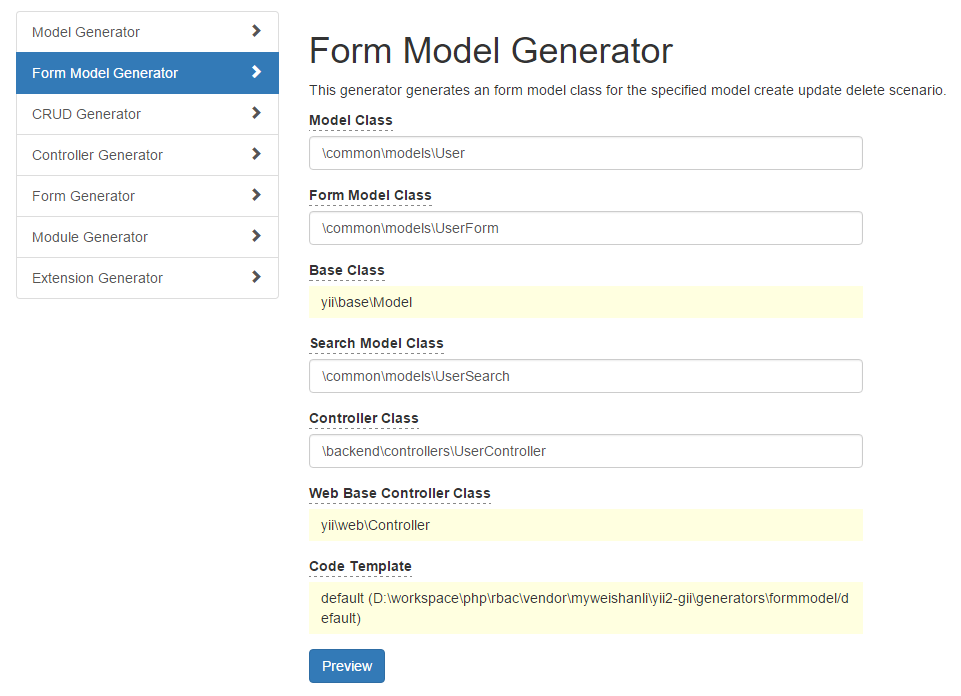 Model Generator
Form Model Generator
CRUD Generator
Controller Generator
Form Generator
Module Generator
Extension Generator
Form Model Generator
This generator generates an form model class for the specified model create update delete scenario.
Model Class
\common\models\User
Form Model Class
\common\models\UserForm
Base Class
yii\base\Model
Search Model Class
\common\models\UserSearch
Controller Class
\backend\controllers\UserController
Web Base Controller Class
yii\web\Controller
Code Template
default (D:\workspace\php\rbac\vendor\myweishanli\yii2-gii\generators\formmodel/d
efault)
Preview